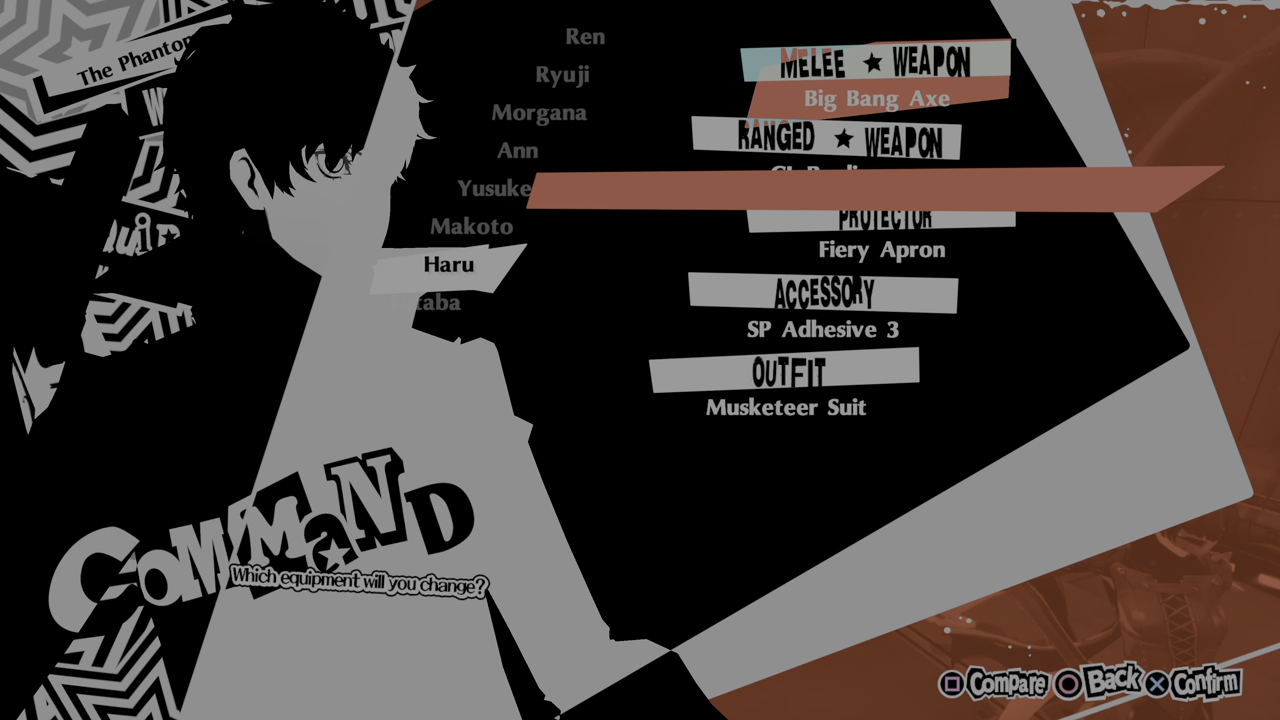 The Phantom
Ren
Ryuji
Morgana
Ann
Yusuke
Makoto
Haru
MELEE ★ WEAPON
Big Bang Axe
RANGED ★ WEAPON
PROTECTOR
Fiery Apron
ACCESSORY
SP Adhesive 3
OUTFIT
Musketeer Suit
COMMAND
Which equipment will you change?
Compare Back Confirm